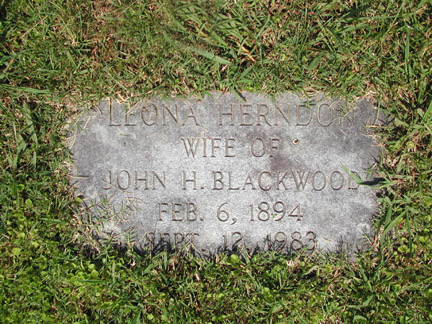 LEONA HERNDON
WIFE OF
JOHN H. BLACKWOOD
FEB. 6, 1894
SEPT. 12, 1983